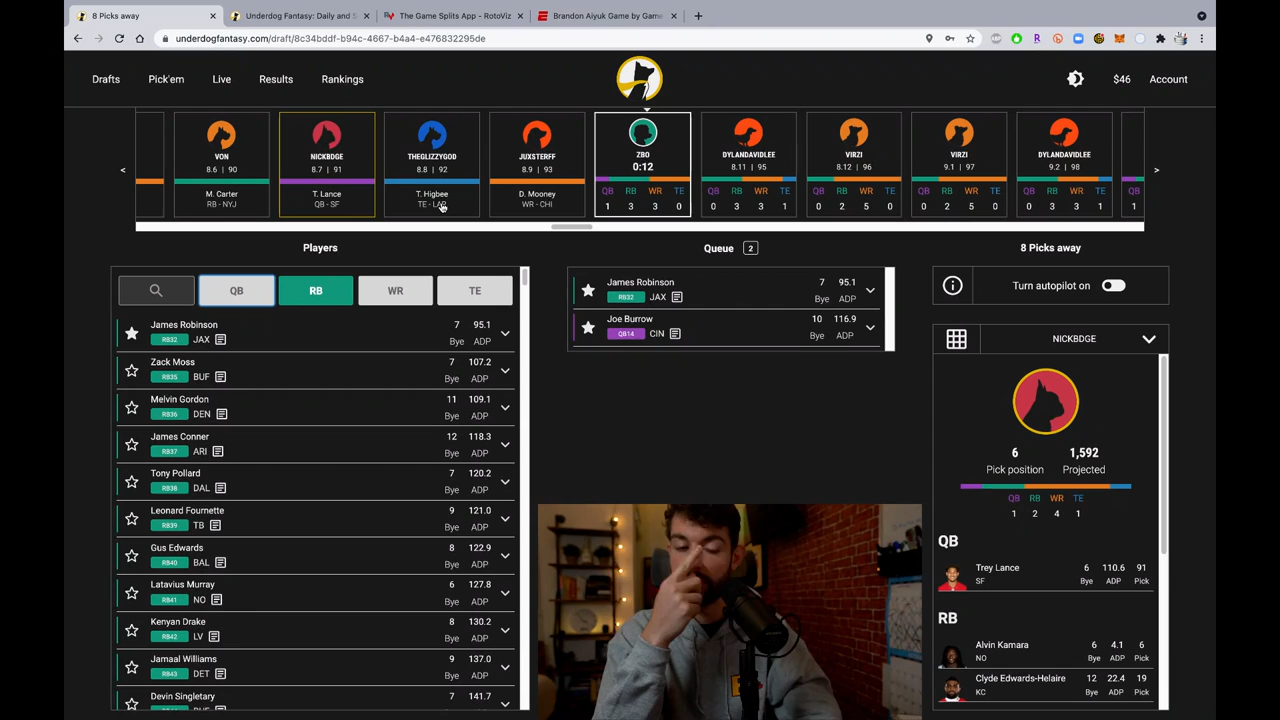 8 Picks away
Underdog Fantasy: Daily and S
The Game Splits App - RotoViz
Brandon Aiyuk Game by Game
underdogfantasy.com/draft/8c34bddf-b94c-4667-b4a4-e476832295de
Drafts Pick'em Live Results Rankings $46 Account
VON NICKBDGE THEGLIZZYGOD JUXSTERFF ZBO DYLANDAVIDLEE VIRZI VIRZI DYLANDAVIDLEE
8.6 | 90 8.7 | 91 8.8 | 92 8.9 | 93 0:12 8.11 | 95 8.12 | 96 9.1 | 97 9.2 | 98
M. Carter T. Lance T. Higbee D. Mooney QB RB WR TE QB RB WR TE QB RB WR TE QB RB WR TE QB RB WR TE
RB - NYJ QB - SF WR - CHI 1 3 3 0 0 3 3 1 0 2 5 0 0 2 5 0 0 3 3 1
Players
QB RB WR TE
James Robinson 7 95.1
RB32 JAX Bye ADP
Zack Moss 7 107.2
RB35 BUF Bye ADP
Melvin Gordon 11 109.1
RB36 DEN Bye ADP
James Conner 12 118.3
RB37 ARI Bye ADP
Tony Pollard 7 120.2
RB38 DAL Bye ADP
Leonard Fournette 9 121.0
RB39 TB Bye ADP
Gus Edwards 8 122.9
RB40 BAL Bye ADP
Latavius Murray 6 127.8
RB41 NO Bye ADP
Kenyan Drake 8 130.2
RB42 LV Bye ADP
Jamaal Williams 9 137.0
RB43 DET Bye ADP
Devin Singletary 7 141.7
Queue 2
James Robinson 7 95.1
RB32 JAX Bye ADP
Joe Burrow 10 116.9
QB14 CIN Bye ADP
8 Picks away
Turn autopilot on
NICKBDGE
6 1,592
Pick position Projected
QB RB WR TE
1 2 4 1
QB
Trey Lance 6 110.6 91
SF Bye ADP Pick
RB
Alvin Kamara 6 4.1 6
NO Bye ADP Pick
Clyde Edwards-Helaire 12 22.4 19
KC Bye ADP Pick